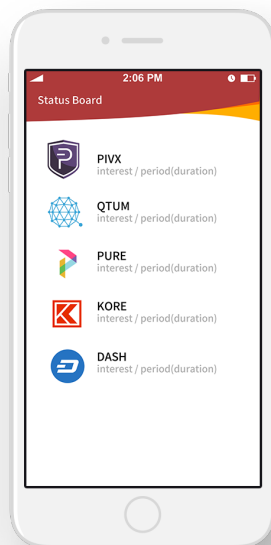 2:06 PM
Status Board
PIVX
interest / period(duration)
QTUM
interest / period(duration)
PURE
interest / period(duration)
KORE
interest / period(duration)
DASH
interest / period(duration)